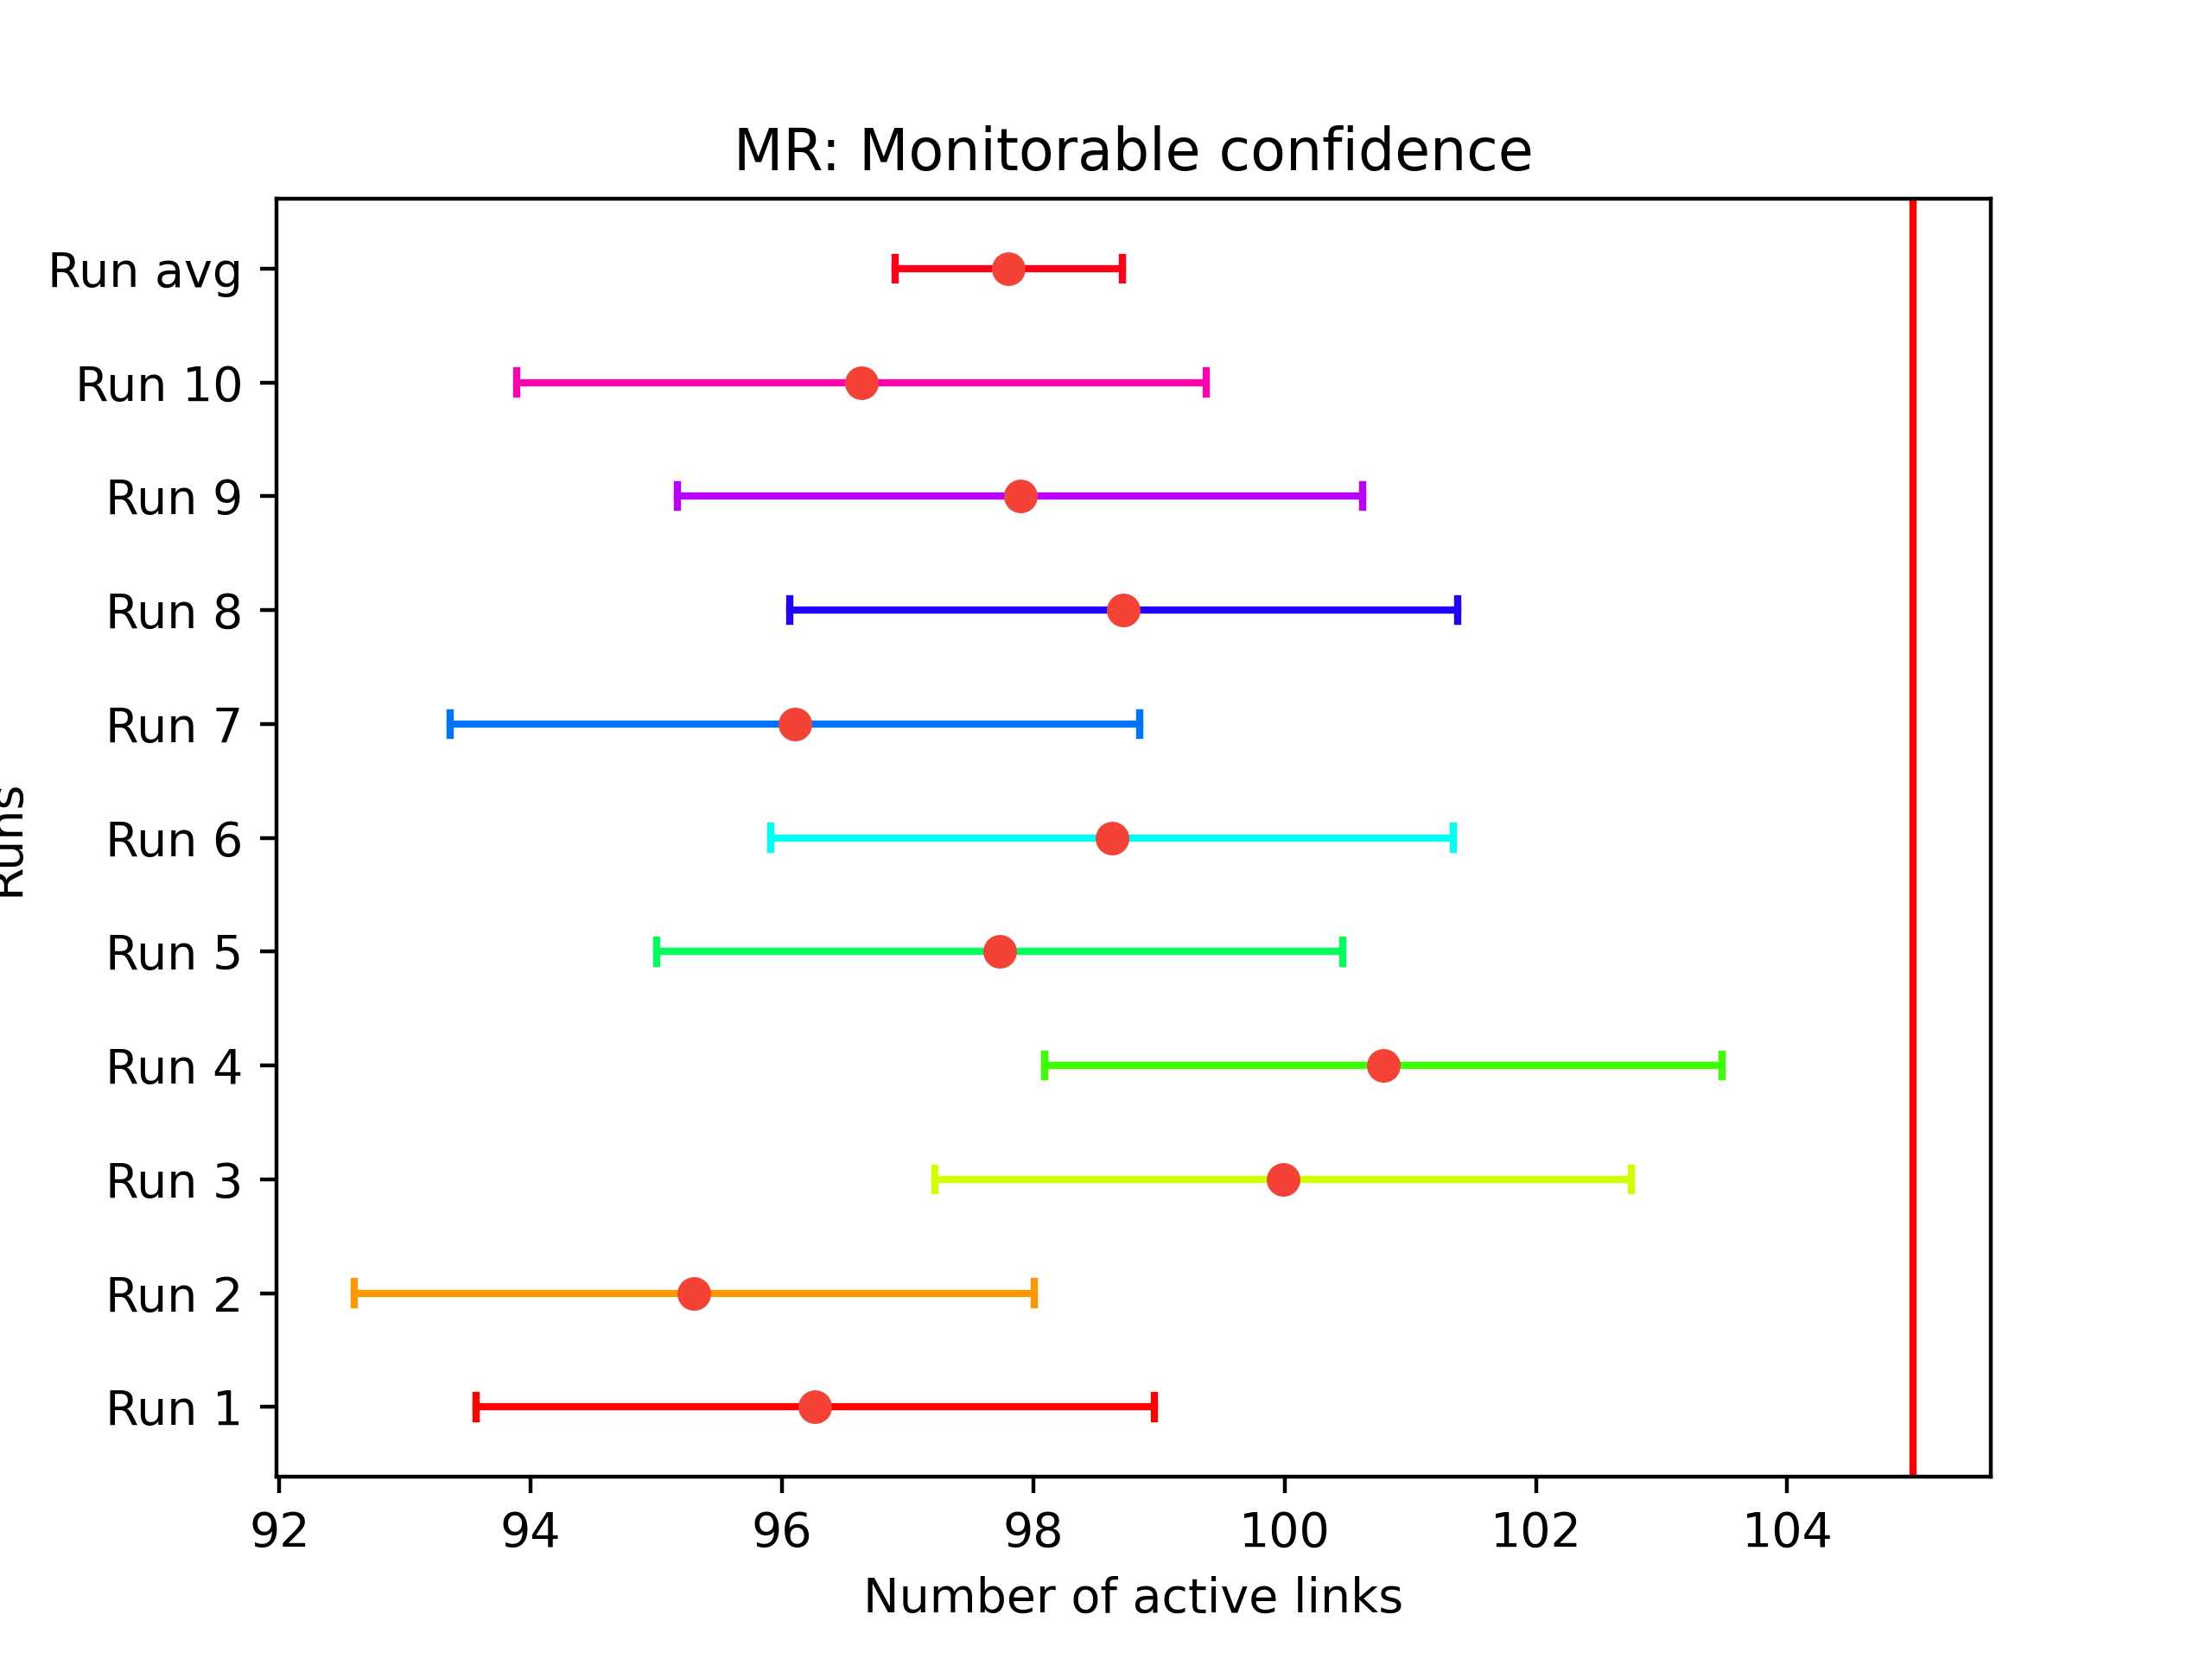 MR: Monitorable confidence
Run avg
Run 10
Run 9
Run 8
Run 7
Run 6
Run 5
Run 4
Run 3
Run 2
Run 1
Runs
92 94 96 98 100 102 104
Number of active links